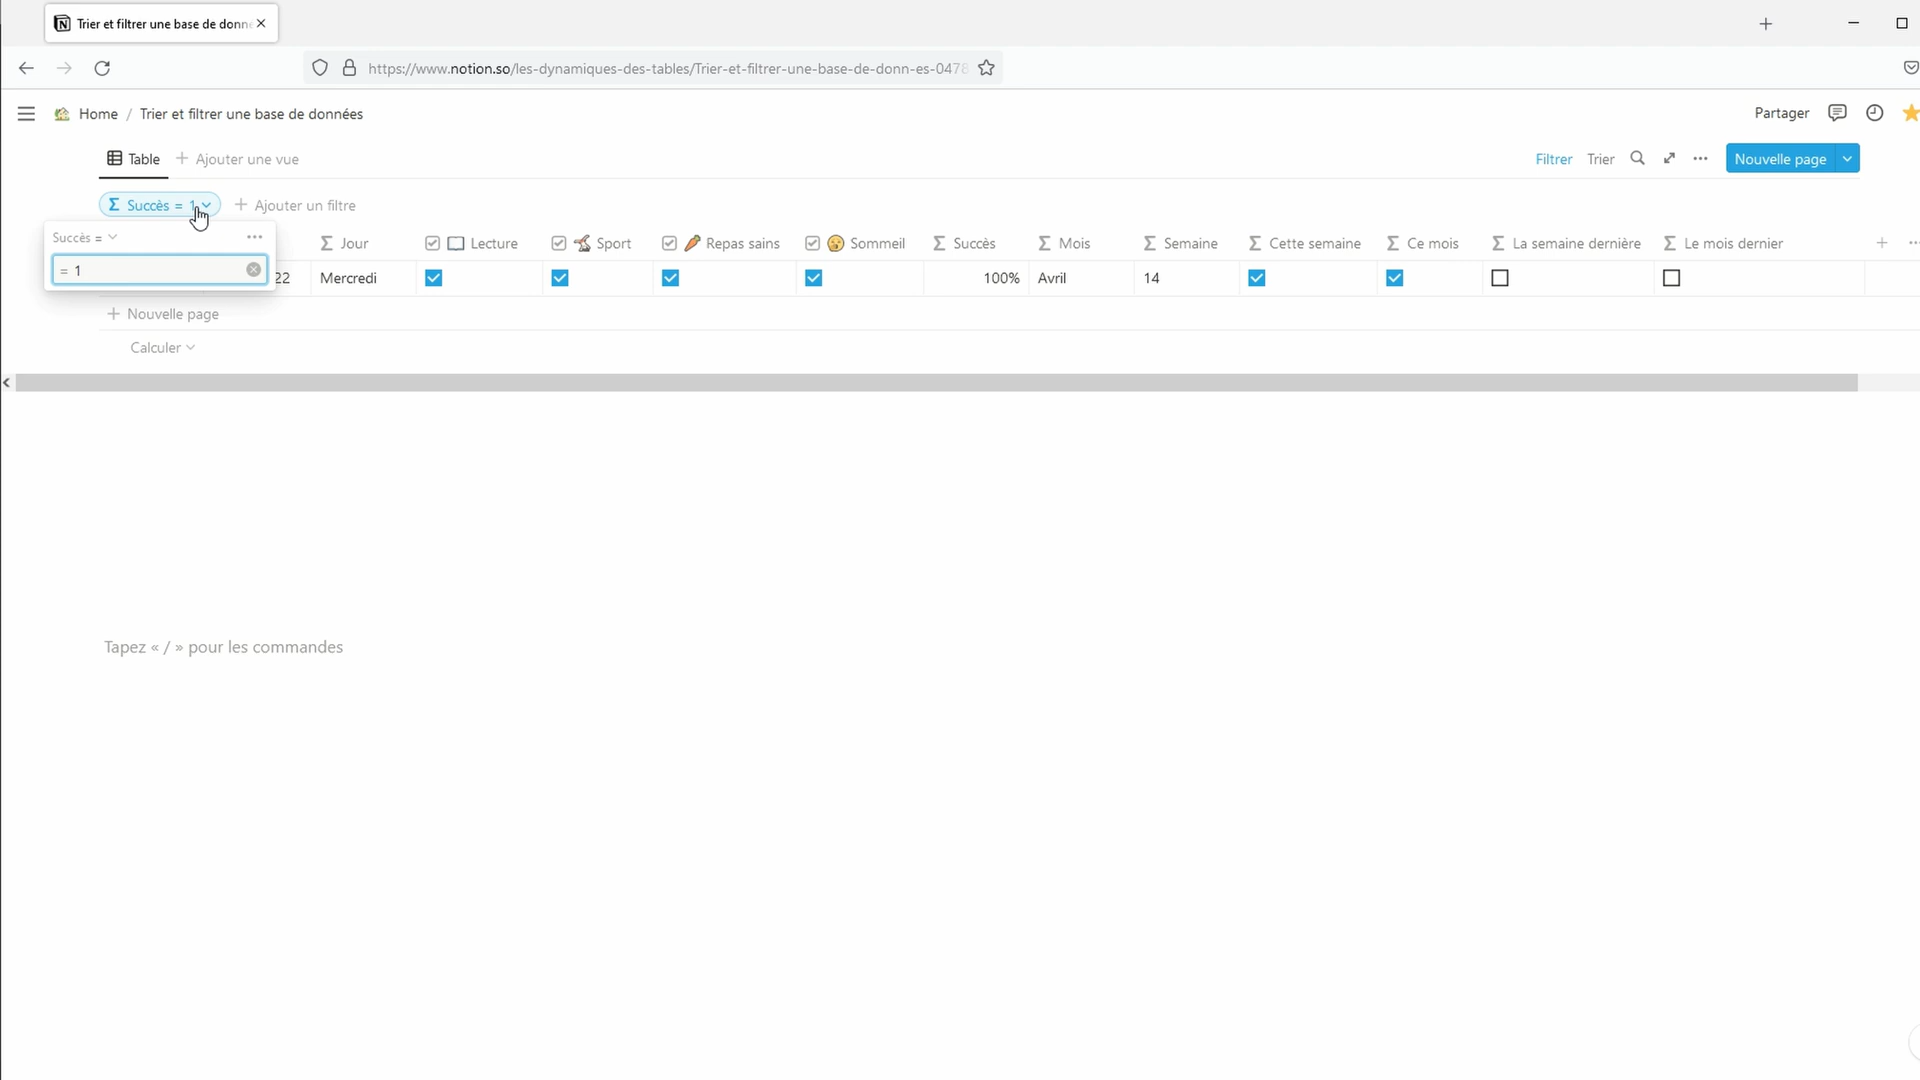 Trier et filtrer une base de donn
https://www.notion.so/les-dynamiques-des-tables/Trier-et-filtrer-une-base-de-donn-es-0478
Home / Trier et filtrer une base de données
Partager
Table + Ajouter une vue
Filtrer Trier ... Nouvelle page
Σ Succès = 1 + Ajouter un filtre
Succès = ...
Σ Jour Lecture Sport Repas sains Sommeil Σ Succès Σ Mois Σ Semaine Σ Cette semaine Σ Ce mois Σ La semaine dernière Σ Le mois dernier + ...
= 1
22 Mercredi 100% Avril 14
+ Nouvelle page
Calculer
Tapez « / » pour les commandes